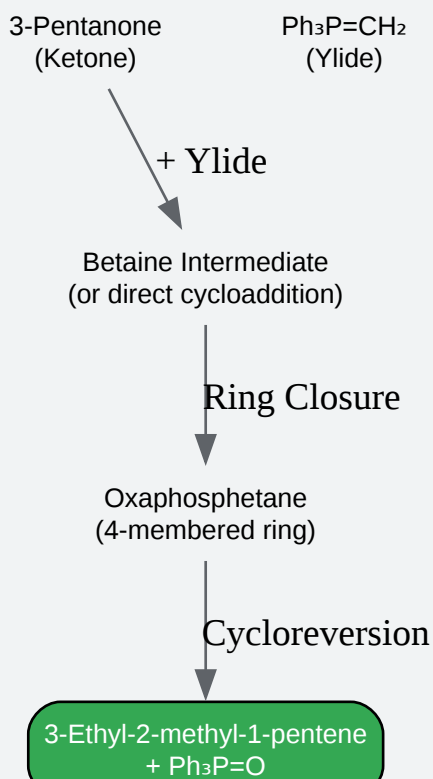 3-Pentanone
(Ketone)
Ph₃P=CH₂
(Ylide)
+ Ylide
Betaine Intermediate
(or direct cycloaddition)
Ring Closure
Oxaphosphetane
(4-membered ring)
Cycloreversion
3-Ethyl-2-methyl-1-pentene
+ Ph₃P=O